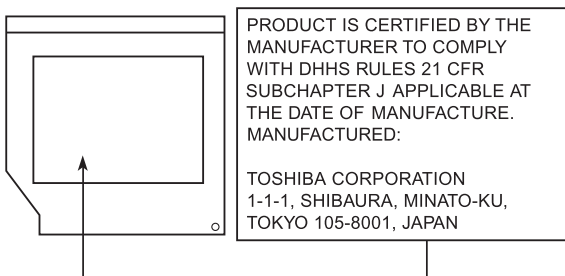 PRODUCT IS CERTIFIED BY THE
MANUFACTURER TO COMPLY
WITH DHHS RULES 21 CFR
SUBCHAPTER J APPLICABLE AT
THE DATE OF MANUFACTURE.
MANUFACTURED:
TOSHIBA CORPORATION
1-1-1, SHIBAURA, MINATO-KU,
TOKYO 105-8001, JAPAN